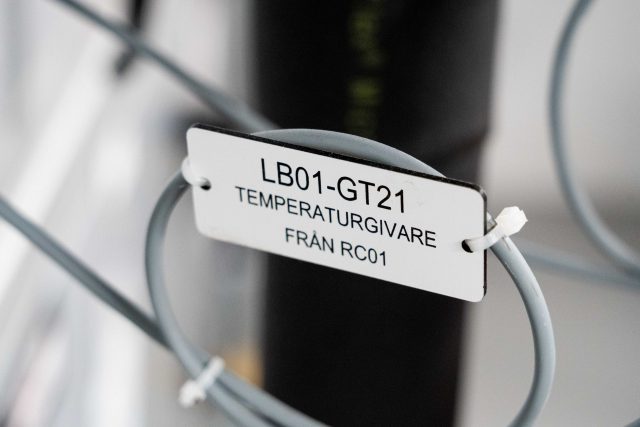 LB01-GT21
TEMPERATURGIVARE
FRÅN RC01